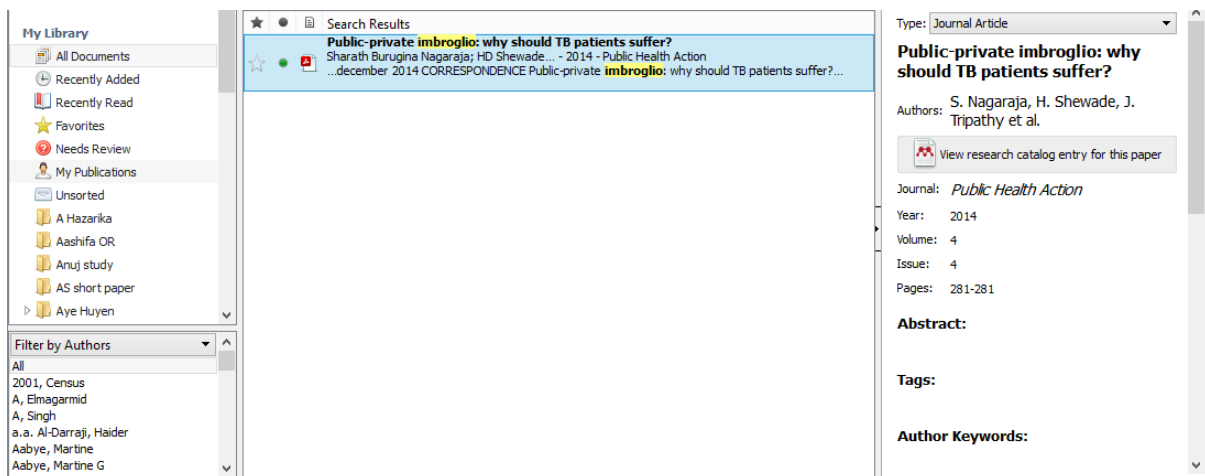 My Library
All Documents
Recently Added
Recently Read
Favorites
Needs Review
My Publications
Unsorted
A Hazarika
Aashifa OR
Anuj study
AS short paper
Aye Huyen
Filter by Authors
All
2001, Census
A, Elmagarmid
A, Singh
a.a. Al-Darraji, Haider
Aabye, Martine
Aabye, Martine G
Search Results
Public-private imbroglio: why should TB patients suffer?
Sharath Burugina Nagaraja; HD Shewade... - 2014 - Public Health Action
...december 2014 CORRESPONDENCE Public-private imbroglio: why should TB patients suffer?...
Type: Journal Article
Public-private imbroglio: why
should TB patients suffer?
Authors: S. Nagaraja, H. Shewade, J.
Tripathy et al.
View research catalog entry for this paper
Journal: Public Health Action
Year: 2014
Volume: 4
Issue: 4
Pages: 281-281
Abstract:
Tags:
Author Keywords: